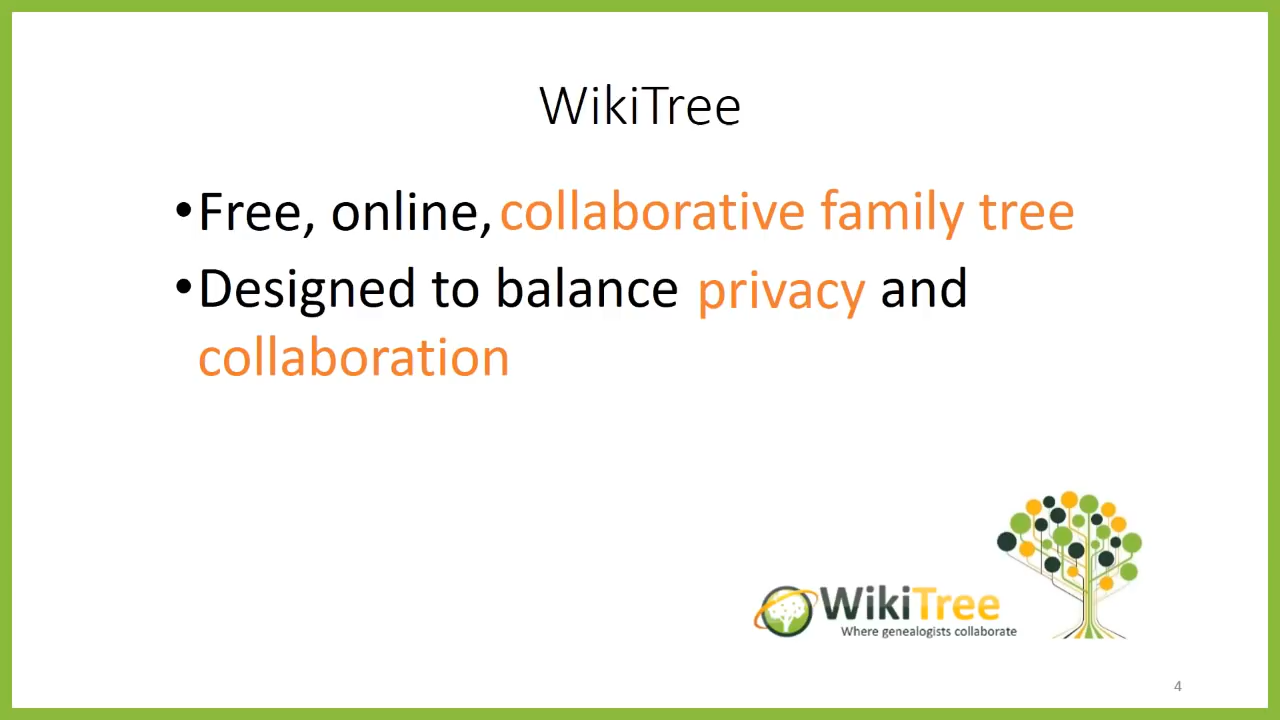 WikiTree
•Free, online, collaborative family tree
•Designed to balance privacy and
collaboration
WikiTree
Where genealogists collaborate
4